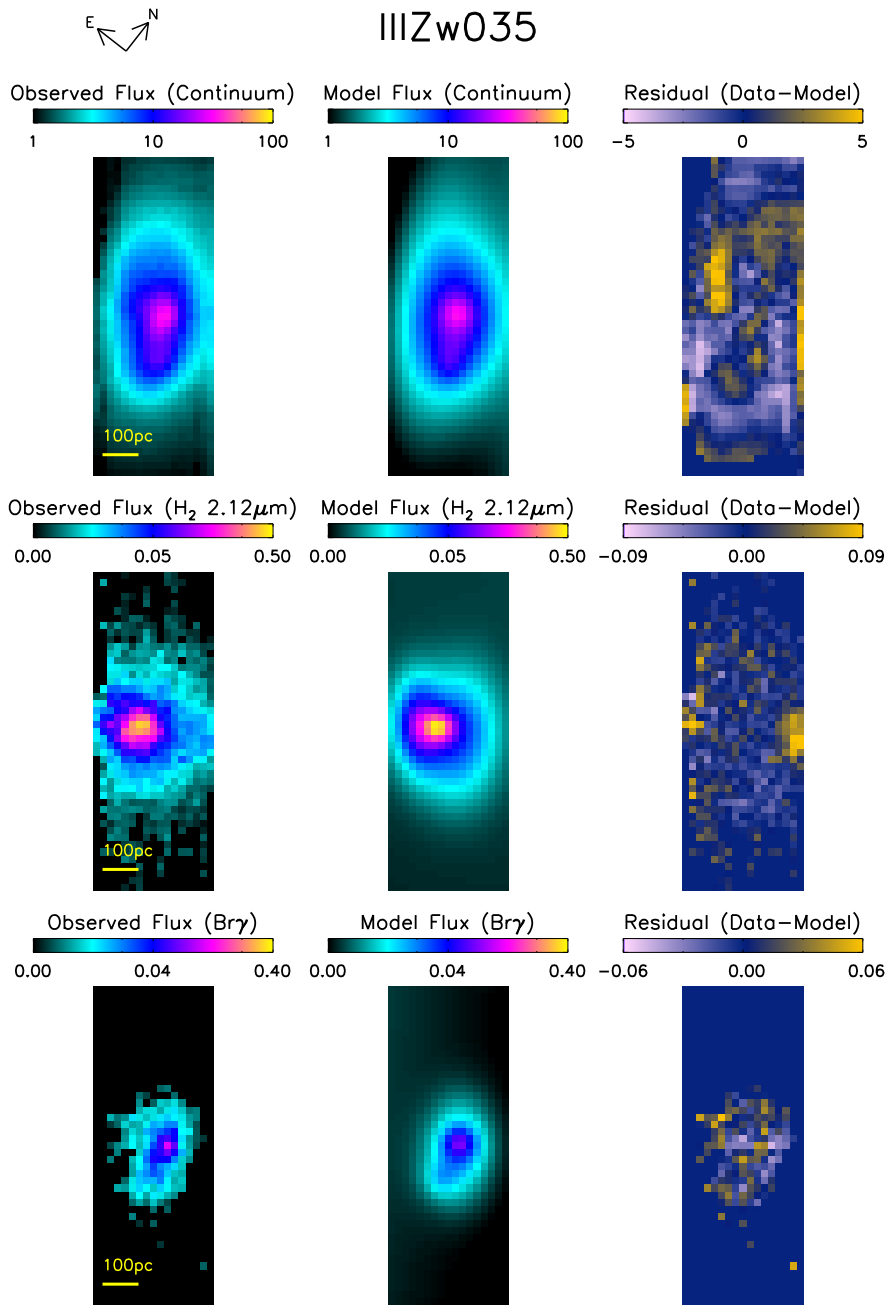 E N
IIIZw035
Observed Flux (Continuum) Model Flux (Continuum) Residual (Data-Model)
1 10 100 1 10 100 -5 0 5
100pc
Observed Flux (H₂ 2.12μm) Model Flux (H₂ 2.12μm) Residual (Data-Model)
0.00 0.05 0.50 0.00 0.05 0.50 -0.09 0.00 0.09
100pc
Observed Flux (Brγ) Model Flux (Brγ) Residual (Data-Model)
0.00 0.04 0.40 0.00 0.04 0.40 -0.06 0.00 0.06
100pc